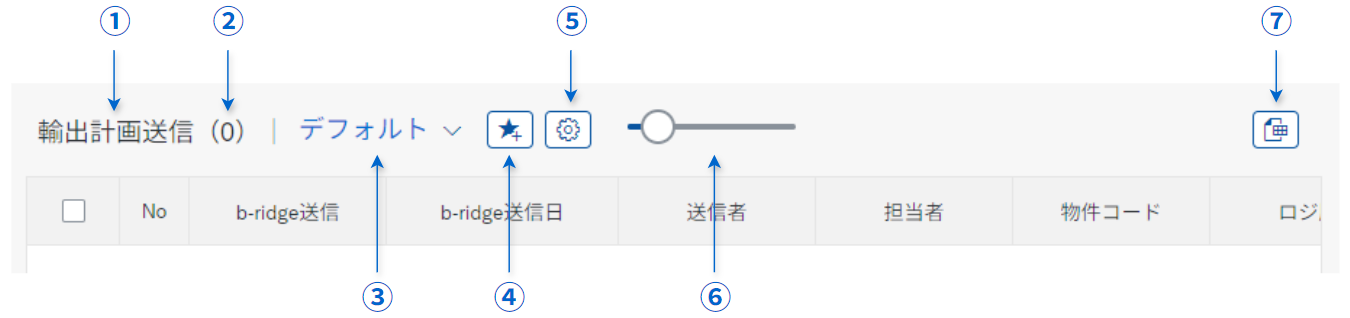 ① ② ⑤ ⑦
輸出計画送信（0） | デフォルト
No b-ridge送信 b-ridge送信日 送信者 担当者 物件コード ロジ
③ ④ ⑥